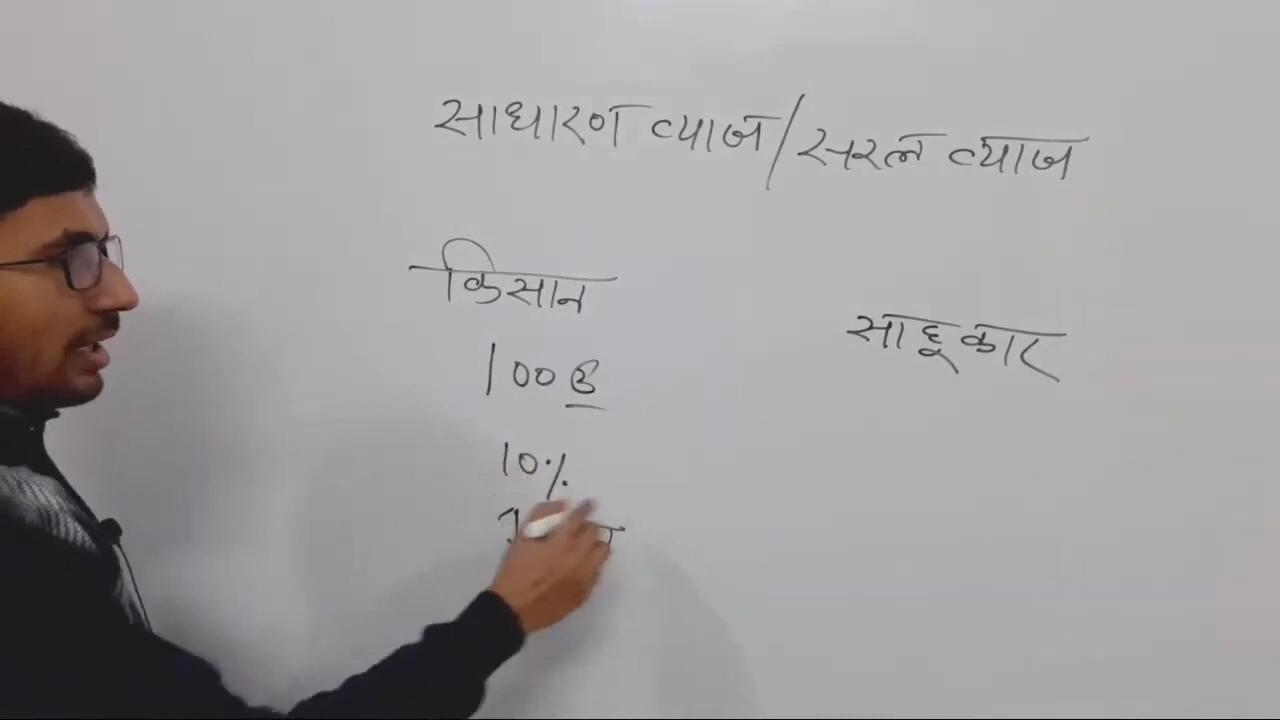 साधारण ब्याज/सरल ब्याज
किसान
साहूकार
100 रु
10%